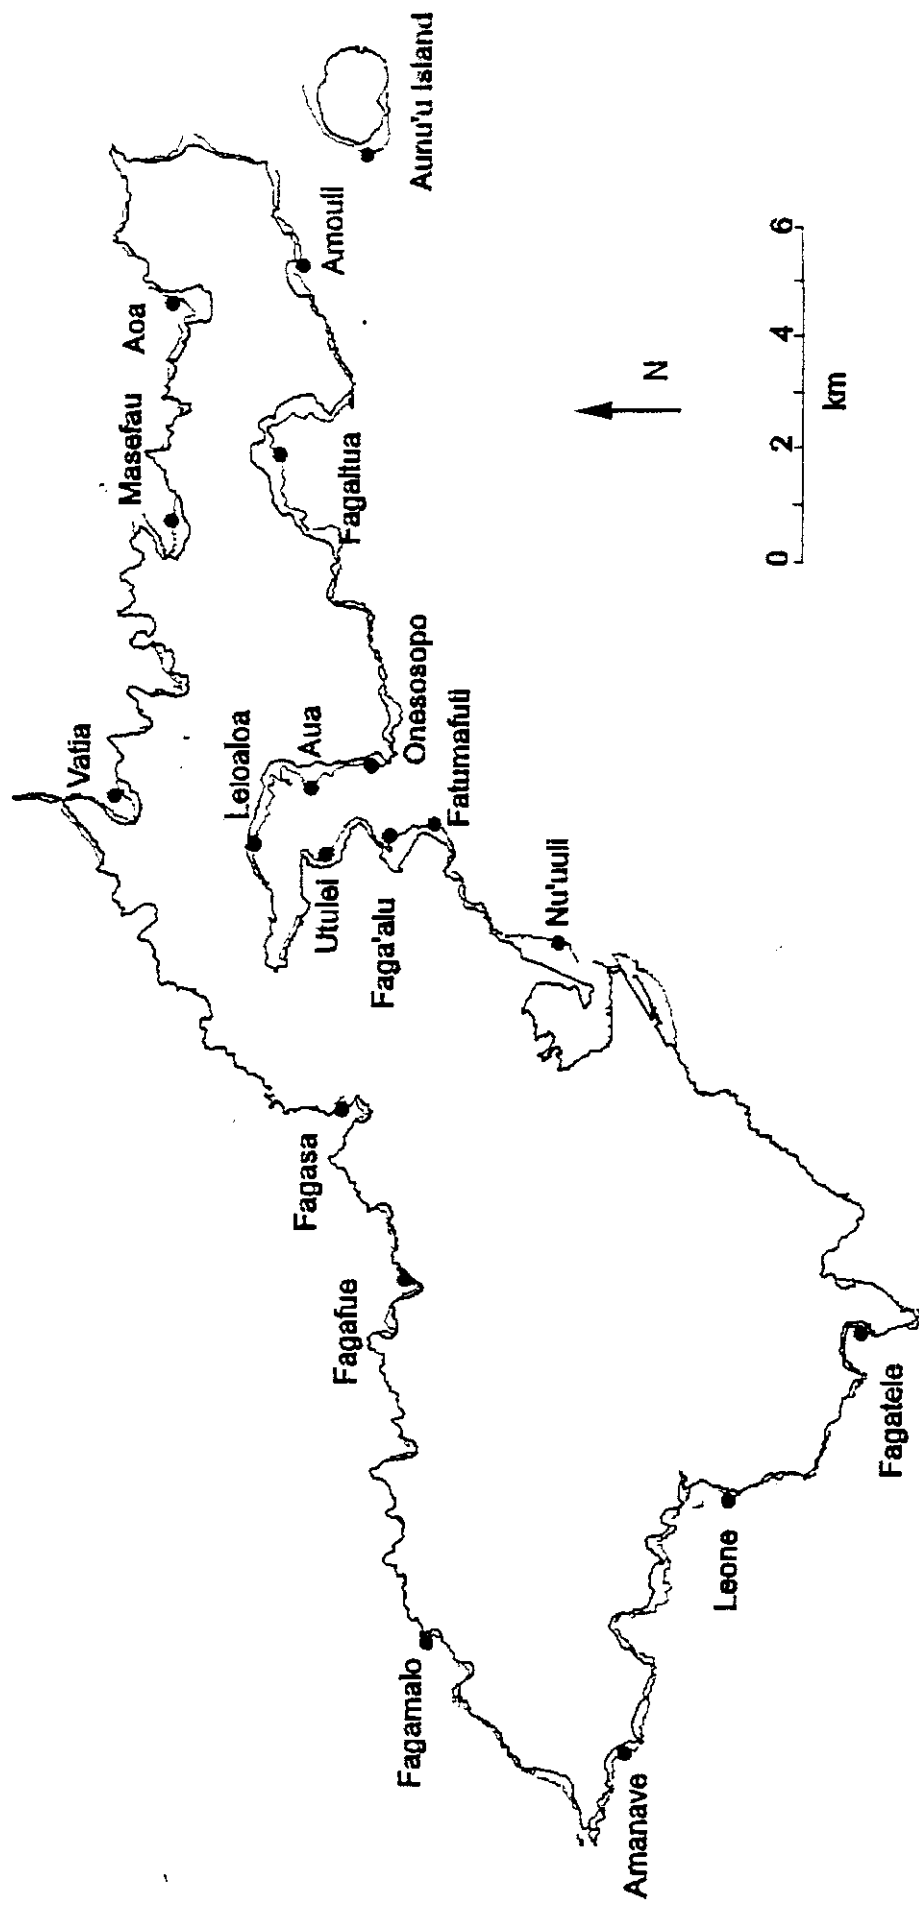 Vatia
Masefau
Aoa
Leloaloa
Fagasa
Aua
Utulei
Amouli
Fagafue
Fagaitua
Faga'alu
Fagamalo
Onesosopo
Aunu'u Island
Fatumafuti
Nu'uuli
Amanave
N
Leone
0 2 4 6
km
Fagatele